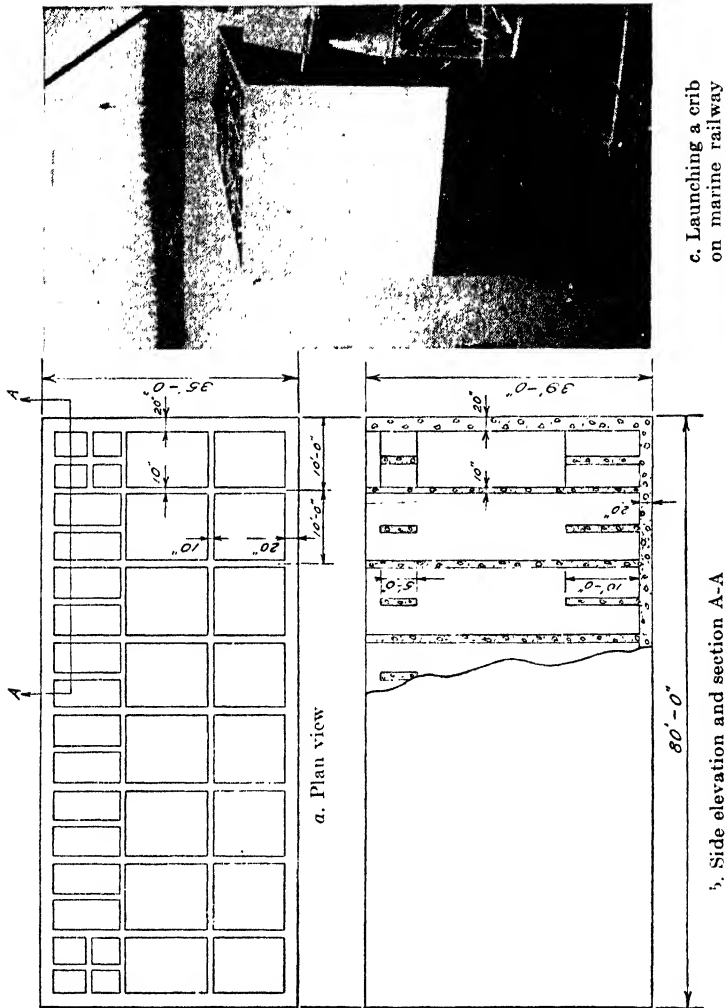 A
A
35'-0"
20"
10"
10'-0"
10'-0"
10"
20"
a. Plan view
39'-0"
20"
10"
20"
5'-0"
10'-0"
80'-0"
b. Side elevation and section A-A
c. Launching a crib
on marine railway